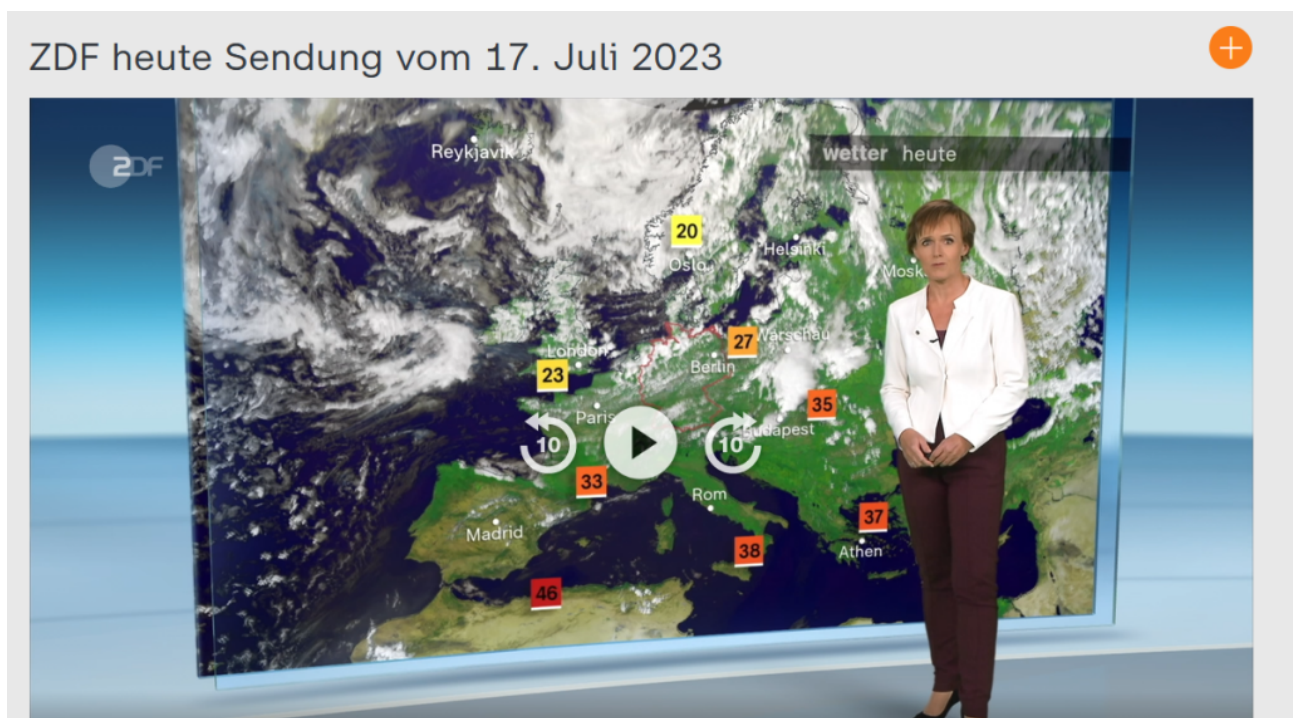 ZDF heute Sendung vom 17. Juli 2023
ZDF
Reykjavik
wetter heute
20
Oslo
Helsinki
Mosk
London
27
Warschau
Berlin
23
35
Paris
Budapest
10
10
33
Rom
Madrid
37
38
Athen
46